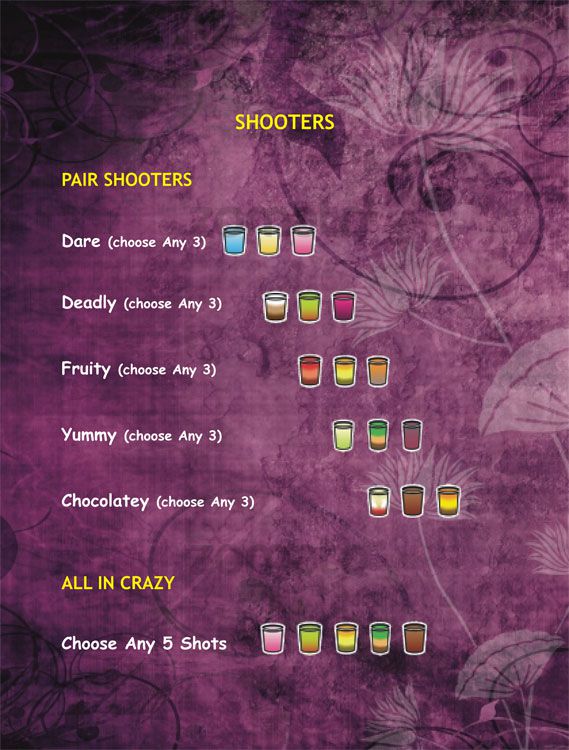 SHOOTERS
PAIR SHOOTERS
Dare (choose Any 3)
Deadly (choose Any 3)
Fruity (choose Any 3)
Yummy (choose Any 3)
Chocolatey (choose Any 3)
ALL IN CRAZY
Choose Any 5 Shots